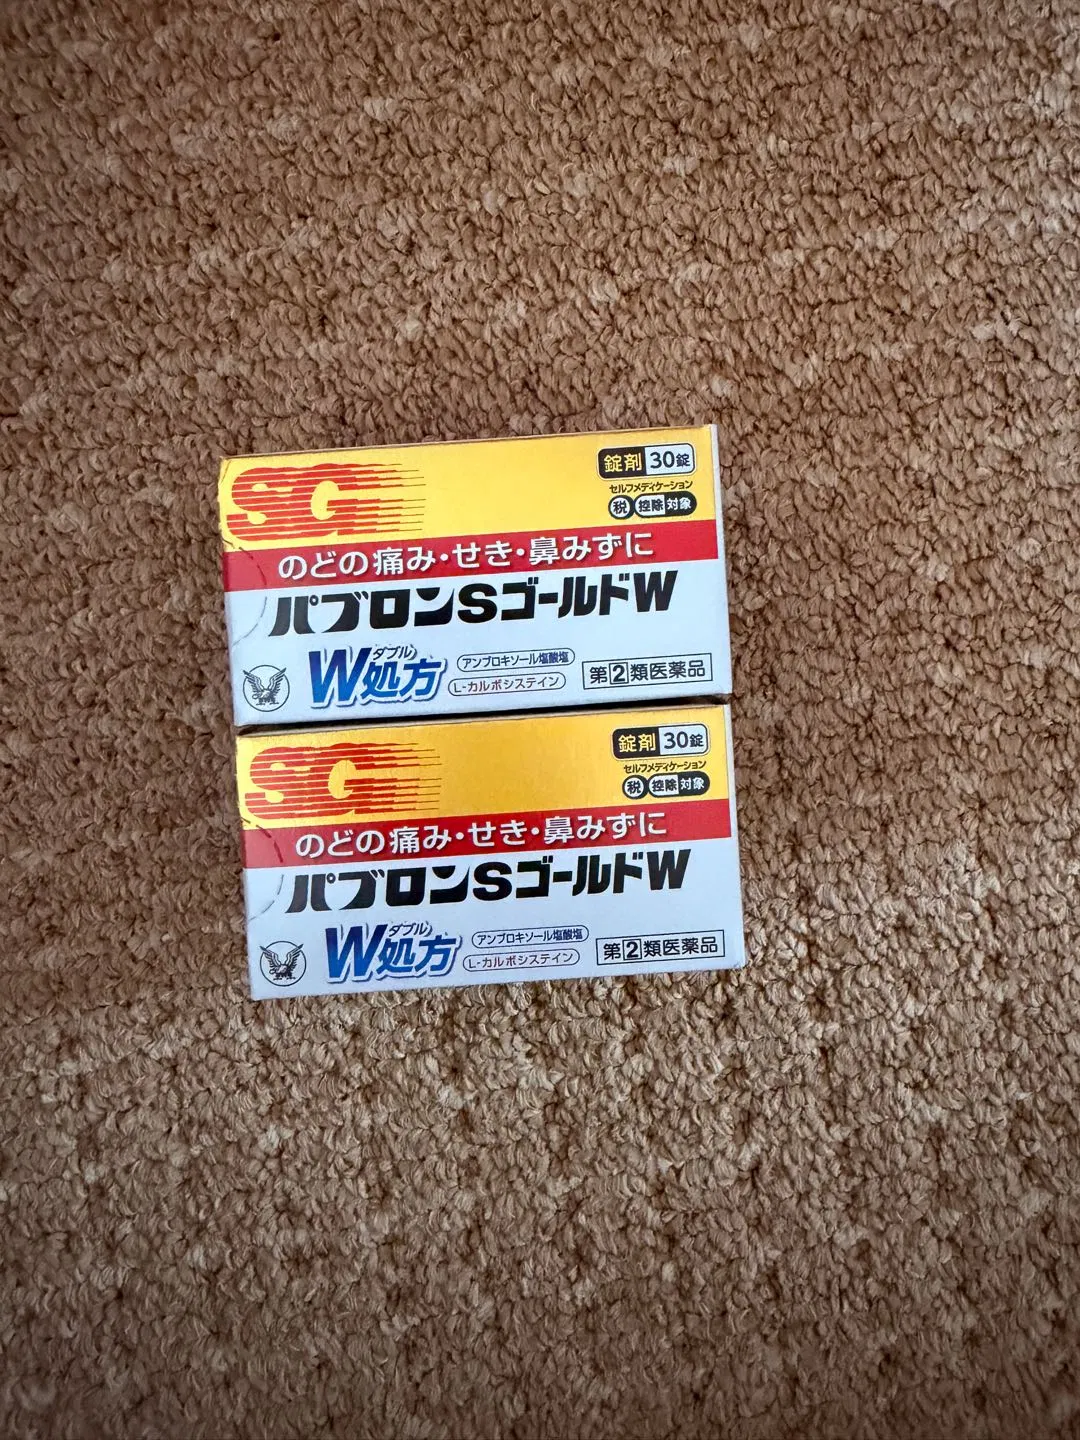 SG
錠剤 30錠
セルフメディケーション
税 控除 対象
のどの痛み・せき・鼻みずに
パブロンSゴールドW
ダブル
W処方
アンブロキソール塩酸塩
L-カルボシステイン
第②類医薬品
SG
錠剤 30錠
セルフメディケーション
税 控除 対象
のどの痛み・せき・鼻みずに
パブロンSゴールドW
ダブル
W処方
アンブロキソール塩酸塩
L-カルボシステイン
第②類医薬品